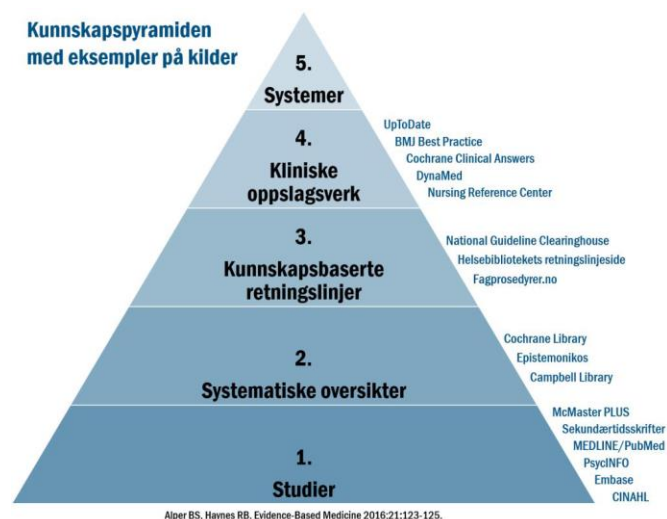 Kunnskapspyramiden
med eksempler på kilder
5.
Systemer
4.
Kliniske
oppslagsverk
UpToDate
BMJ Best Practice
Cochrane Clinical Answers
DynaMed
Nursing Reference Center
3.
Kunnskapsbaserte
retningslinjer
National Guideline Clearinghouse
Helsebibliotekets retningslinjeside
Fagprosedyrer.no
2.
Systematiske oversikter
Cochrane Library
Epistemonikos
Campbell Library
1.
Studier
McMaster PLUS
Sekundærtidsskrifter
MEDLINE/PubMed
PsycINFO
Embase
CINAHL
Alper BS, Haynes RB. Evidence-Based Medicine 2016;21:123-125.